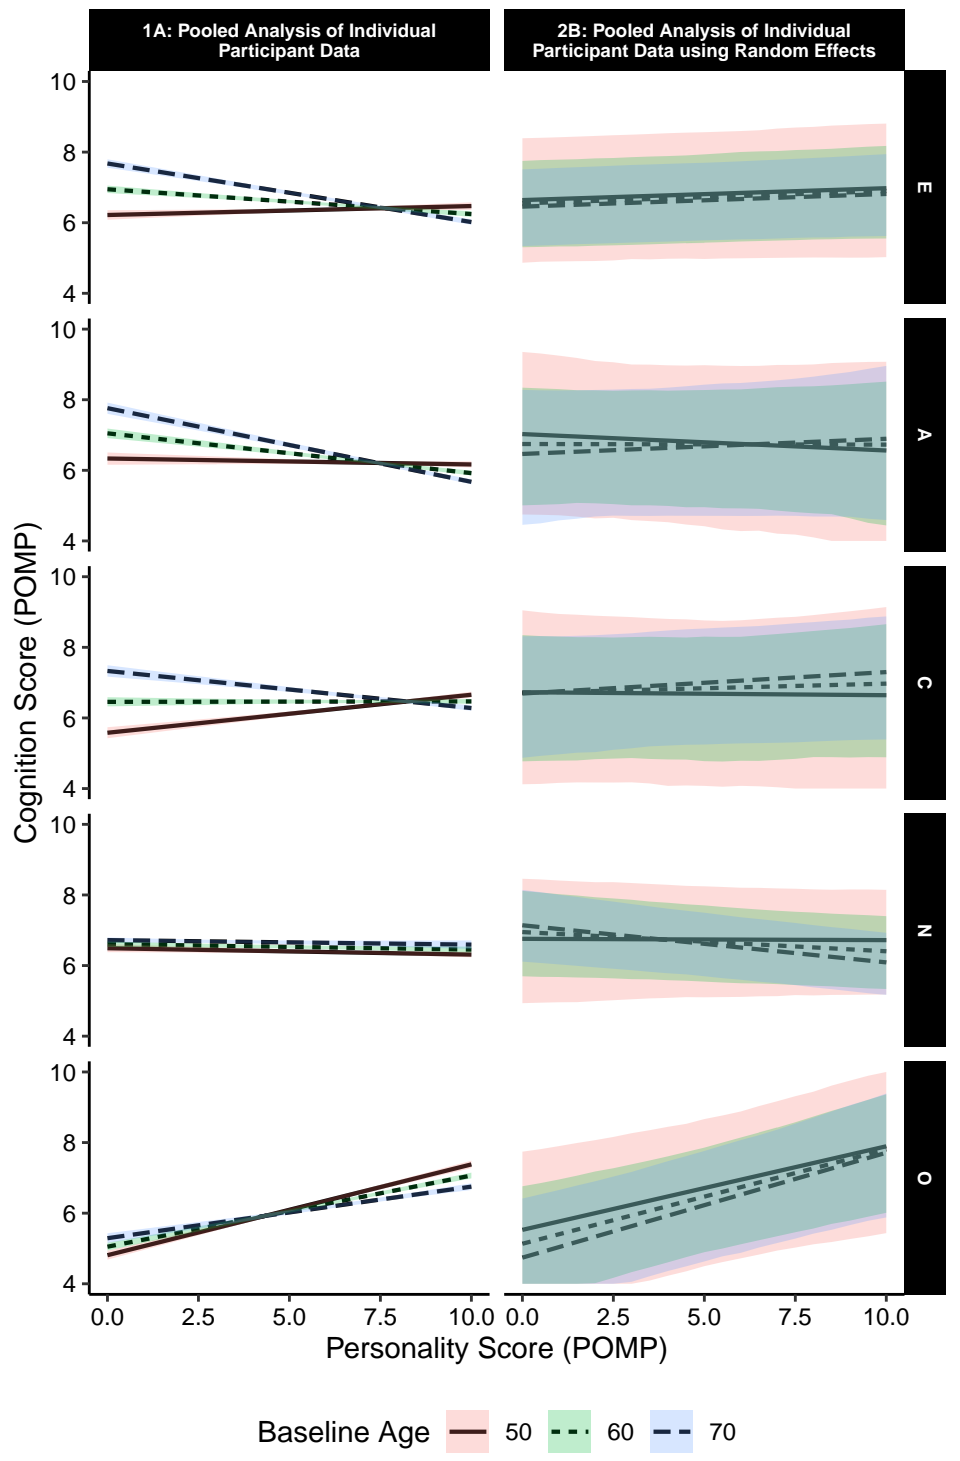 1A: Pooled Analysis of Individual
Participant Data
2B: Pooled Analysis of Individual
Participant Data using Random Effects
10
8
6
4
E
10
8
6
4
A
10
8
6
4
C
10
8
6
4
N
10
8
6
4
O
Cognition Score (POMP)
0.0 2.5 5.0 7.5 10.0 0.0 2.5 5.0 7.5 10.0
Personality Score (POMP)
Baseline Age 50 60 70